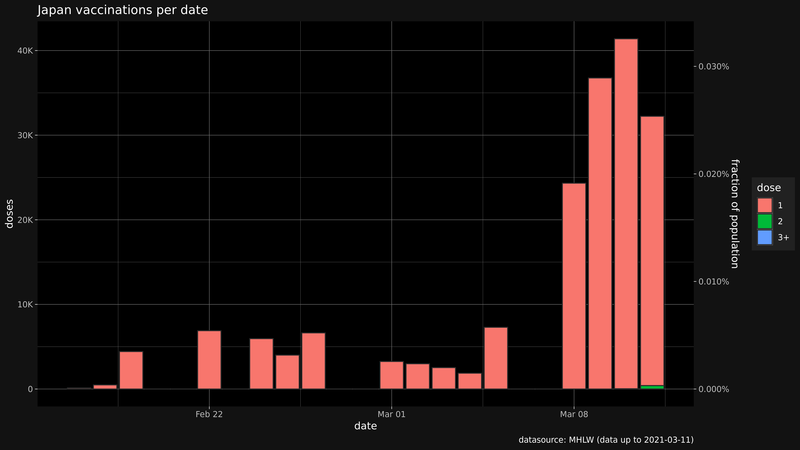 Japan vaccinations per date
40K
30K
20K
10K
0
doses
0.030%
0.020%
0.010%
0.000%
fraction of population
dose
1
2
3+
Feb 22
Mar 01
Mar 08
date
datasource: MHLW (data up to 2021-03-11)